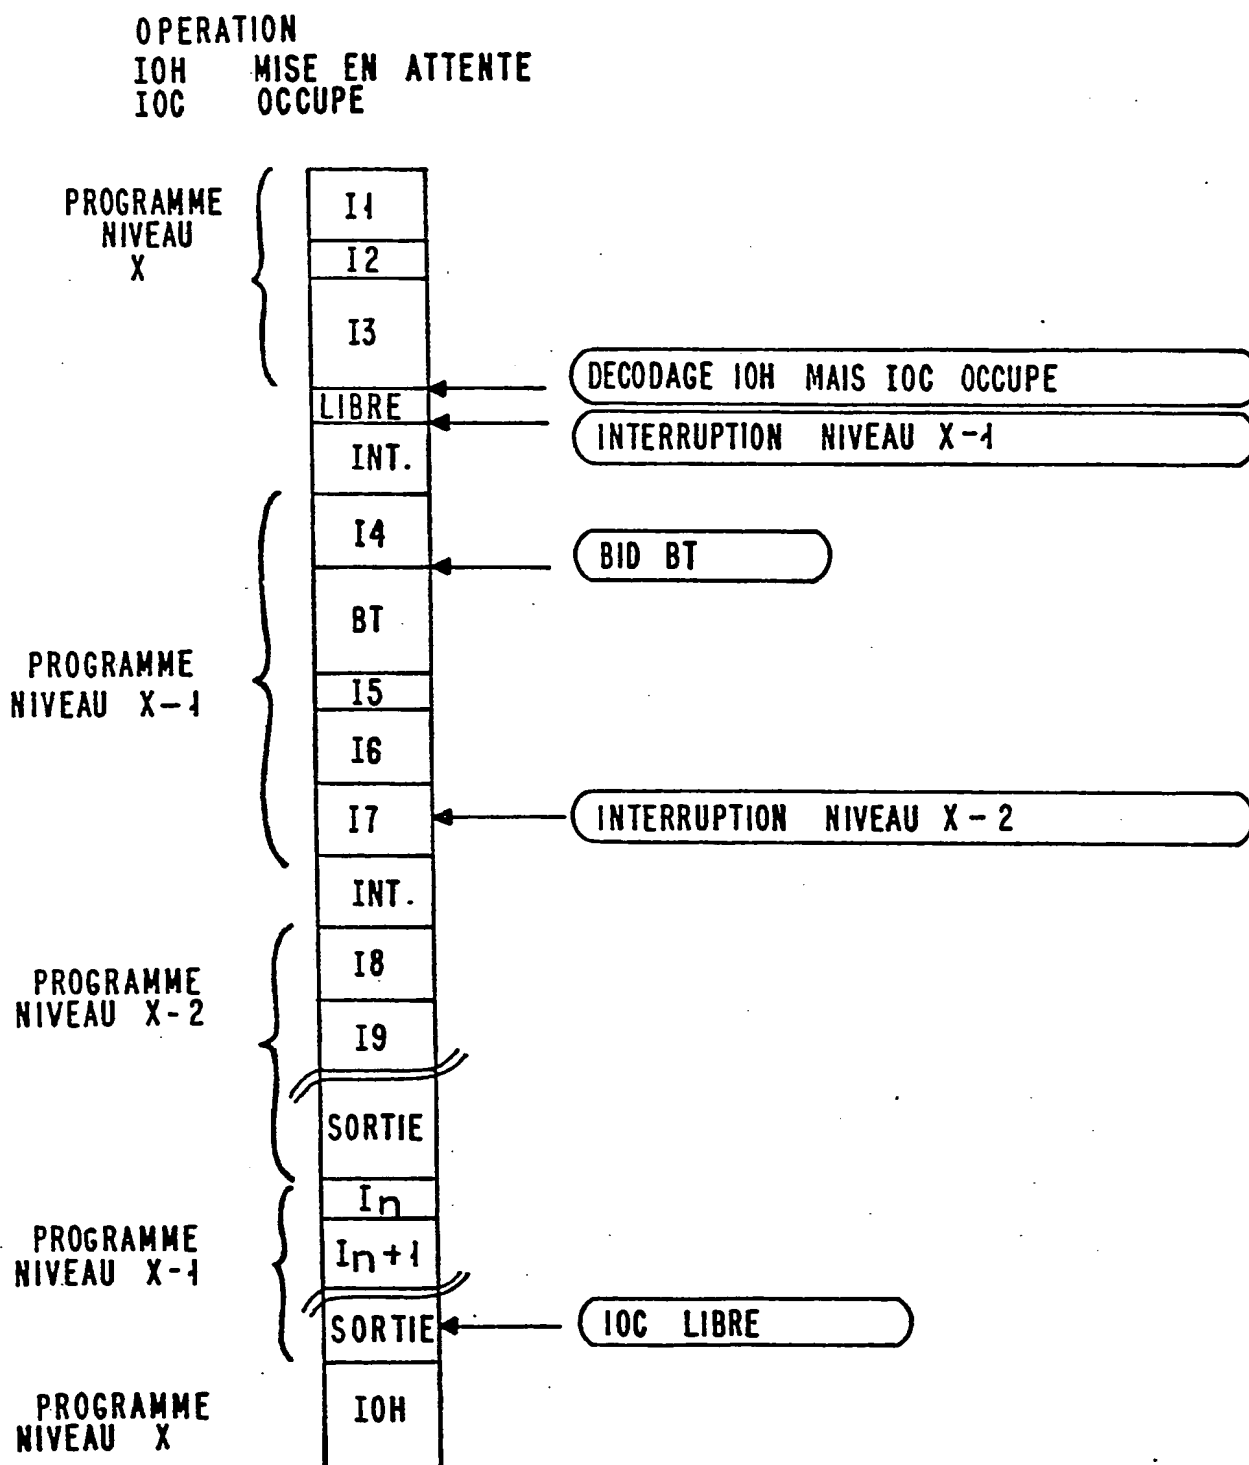 OPERATION
IOH MISE EN ATTENTE
IOC OCCUPE
PROGRAMME
NIVEAU
X
I1
I2
I3
DECODAGE IOH MAIS IOC OCCUPE
LIBRE
INTERRUPTION NIVEAU X-1
INT.
I4
BID BT
BT
PROGRAMME
NIVEAU X-1
I5
I6
I7
INTERRUPTION NIVEAU X-2
INT.
PROGRAMME
NIVEAU X-2
I8
I9
SORTIE
In
PROGRAMME
NIVEAU X-1
In+1
SORTIE
IOC LIBRE
PROGRAMME
NIVEAU X
IOH